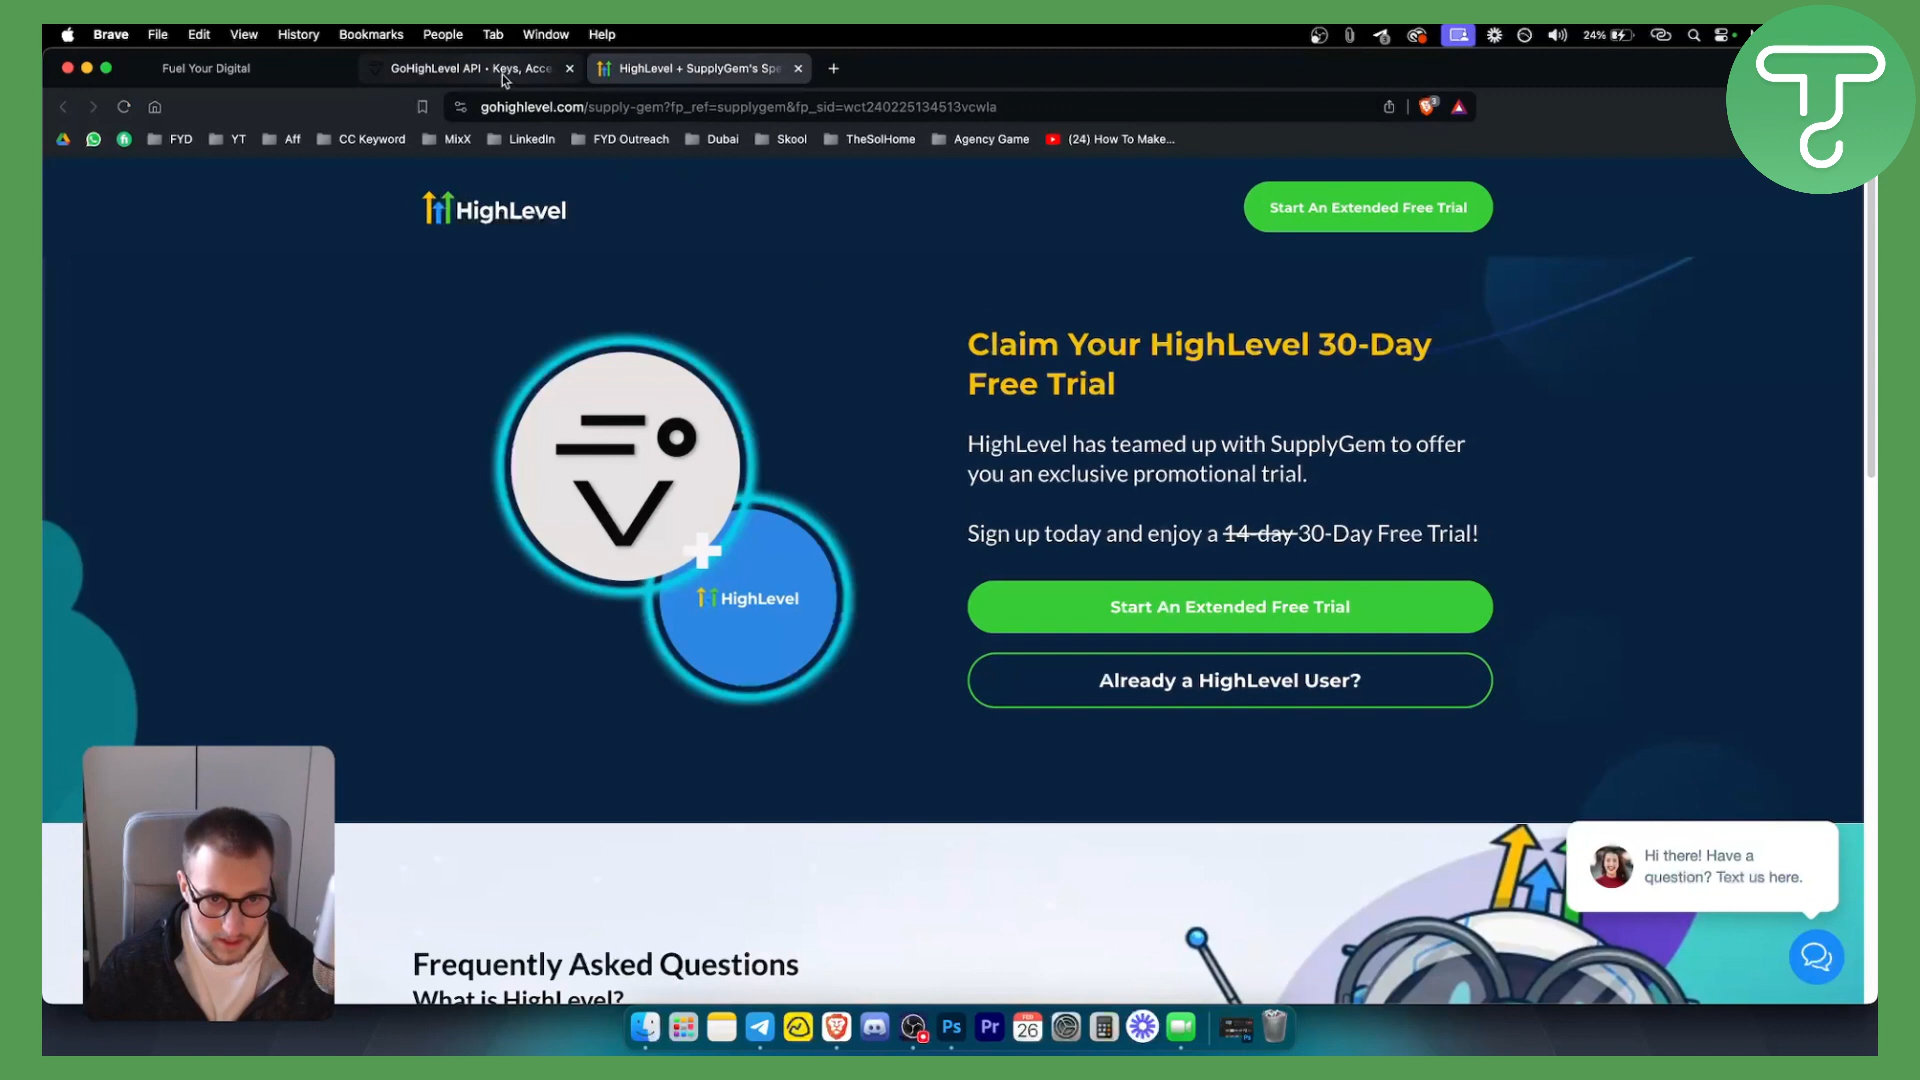 Brave File Edit View History Bookmarks People Tab Window Help 24%
Fuel Your Digital
GoHighLevel API • Keys, Acce
HighLevel + SupplyGem's Spe
gohighlevel.com/supply-gem?fp_ref=supplygem&fp_sid=wct240225134513vcwla
FYD YT Aff CC Keyword MixX LinkedIn FYD Outreach Dubai Skool TheSolHome Agency Game (24) How To Make...
HighLevel
Start An Extended Free Trial
Claim Your HighLevel 30-Day
Free Trial
HighLevel has teamed up with SupplyGem to offer
you an exclusive promotional trial.
Sign up today and enjoy a 14-day 30-Day Free Trial!
HighLevel
Start An Extended Free Trial
Already a HighLevel User?
Hi there! Have a
question? Text us here.
Frequently Asked Questions
What is HighLevel?
Ps Pr FEB 26